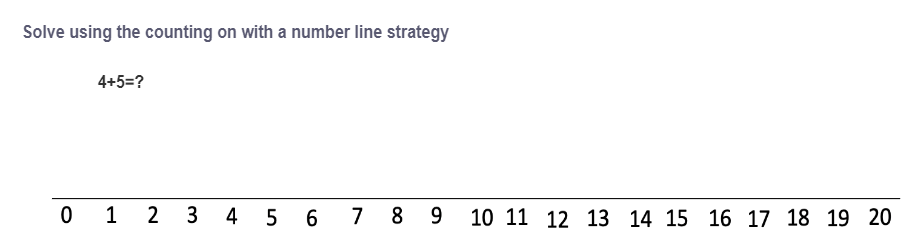 Solve using the counting on with a number line strategy
4+5=?
0 1 2 3 4 5 6 7 8 9 10 11 12 13 14 15 16 17 18 19 20